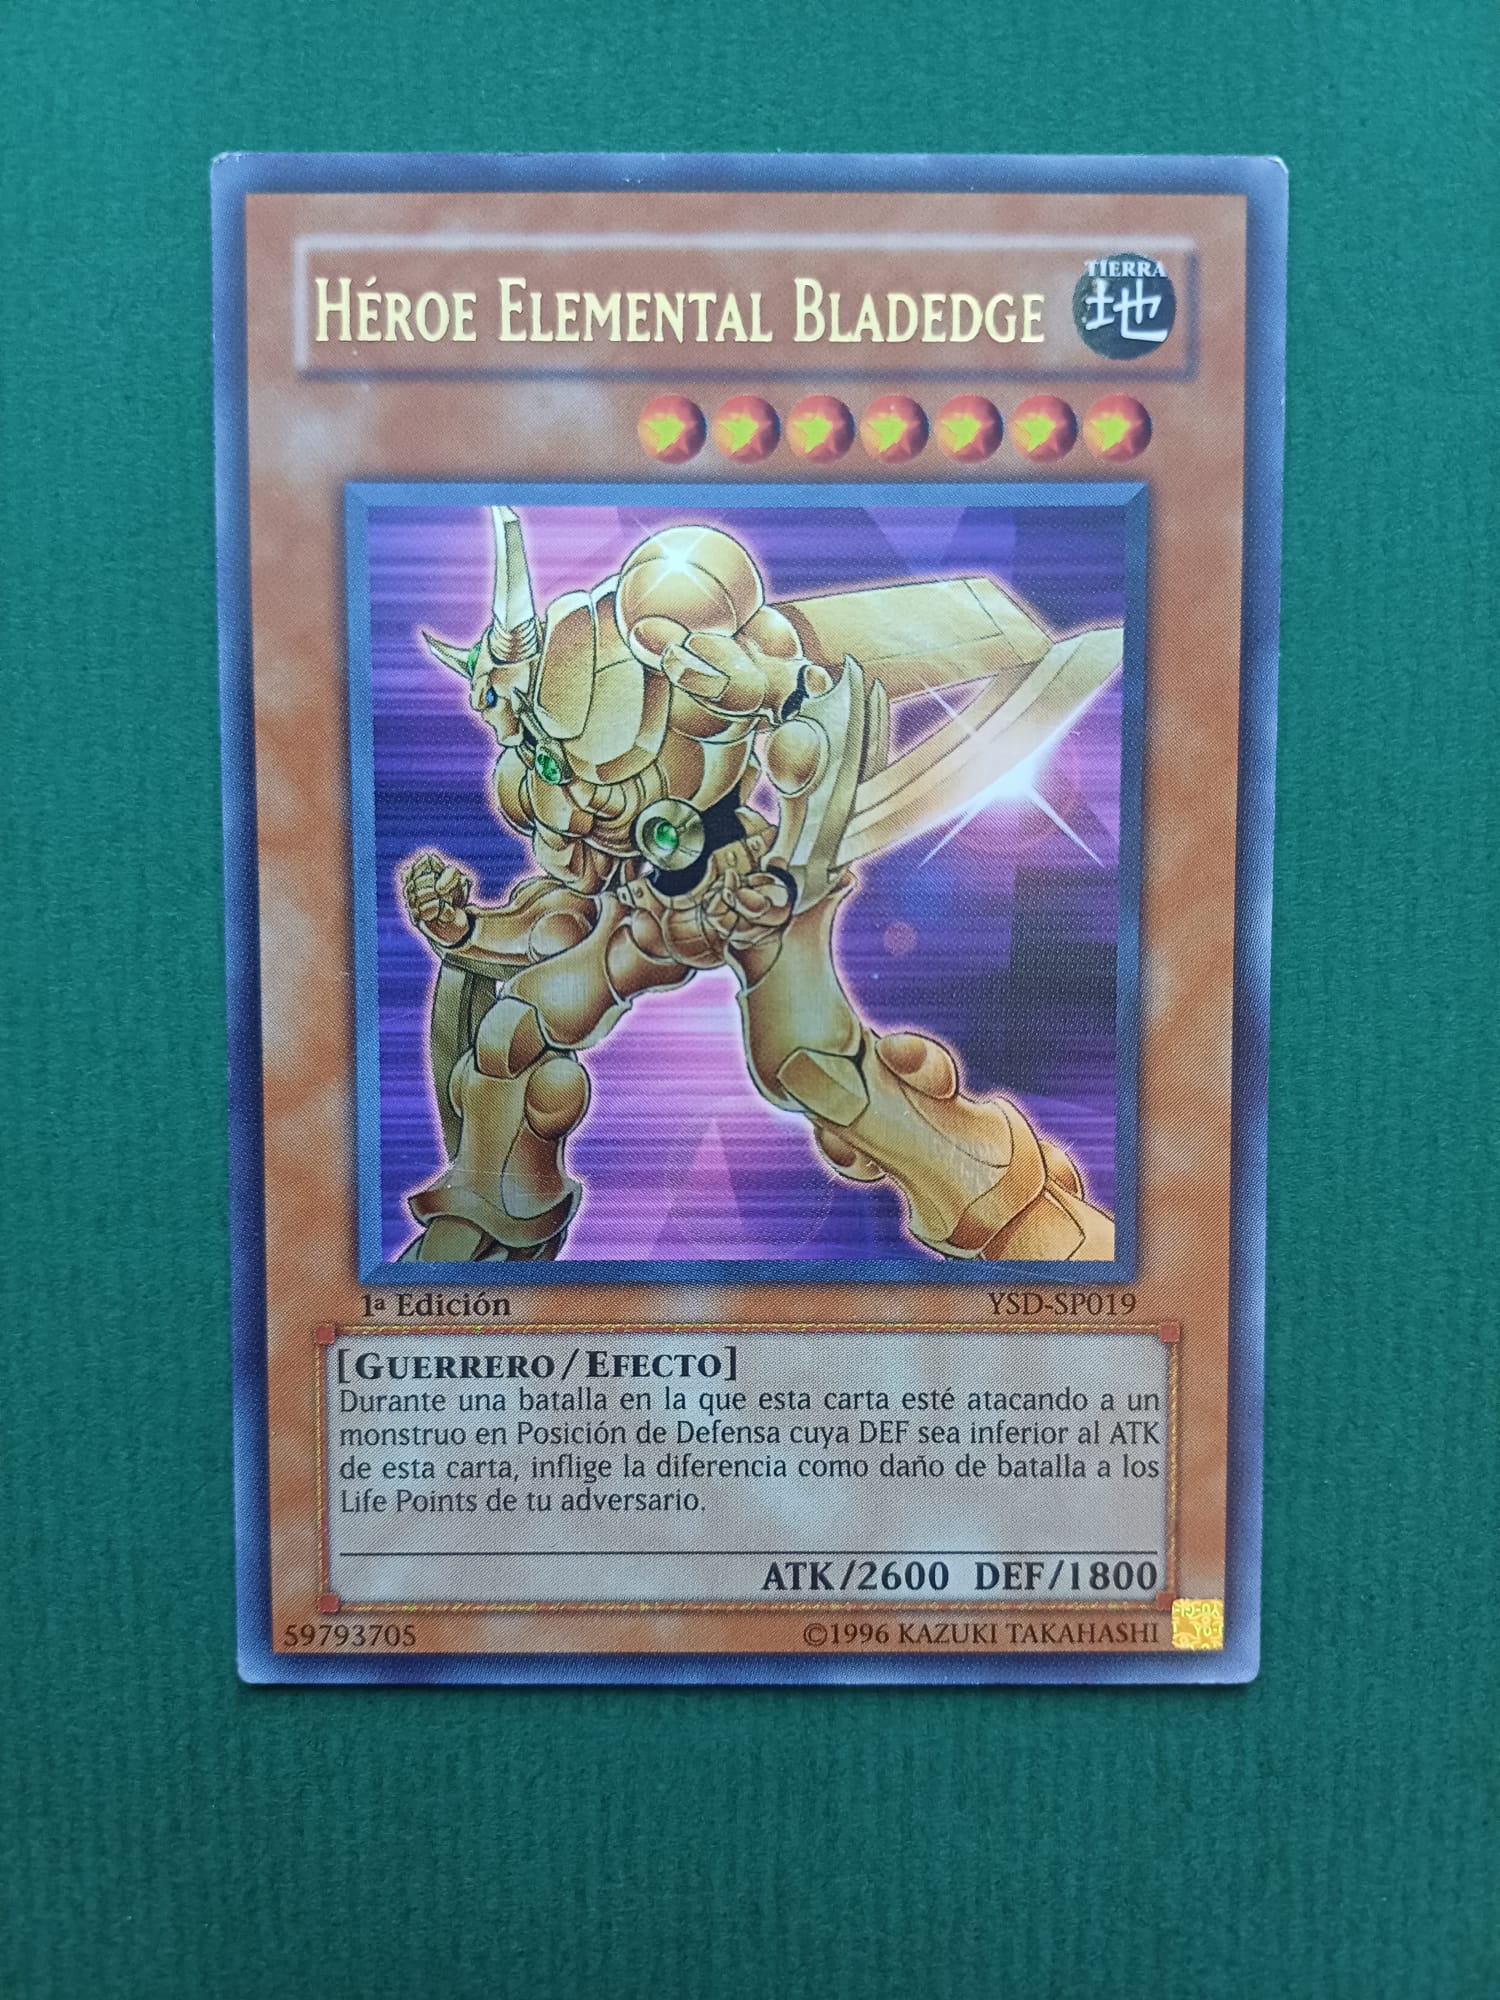 HÉROE ELEMENTAL BLADEDGE
TIERRA
地
1ª Edición
YSD-SP019
[GUERRERO/EFECTO]
Durante una batalla en la que esta carta esté atacando a un
monstruo en Posición de Defensa cuya DEF sea inferior al ATK
de esta carta, inflige la diferencia como daño de batalla a los
Life Points de tu adversario.
ATK/2600 DEF/1800
59793705
©1996 KAZUKI TAKAHASHI